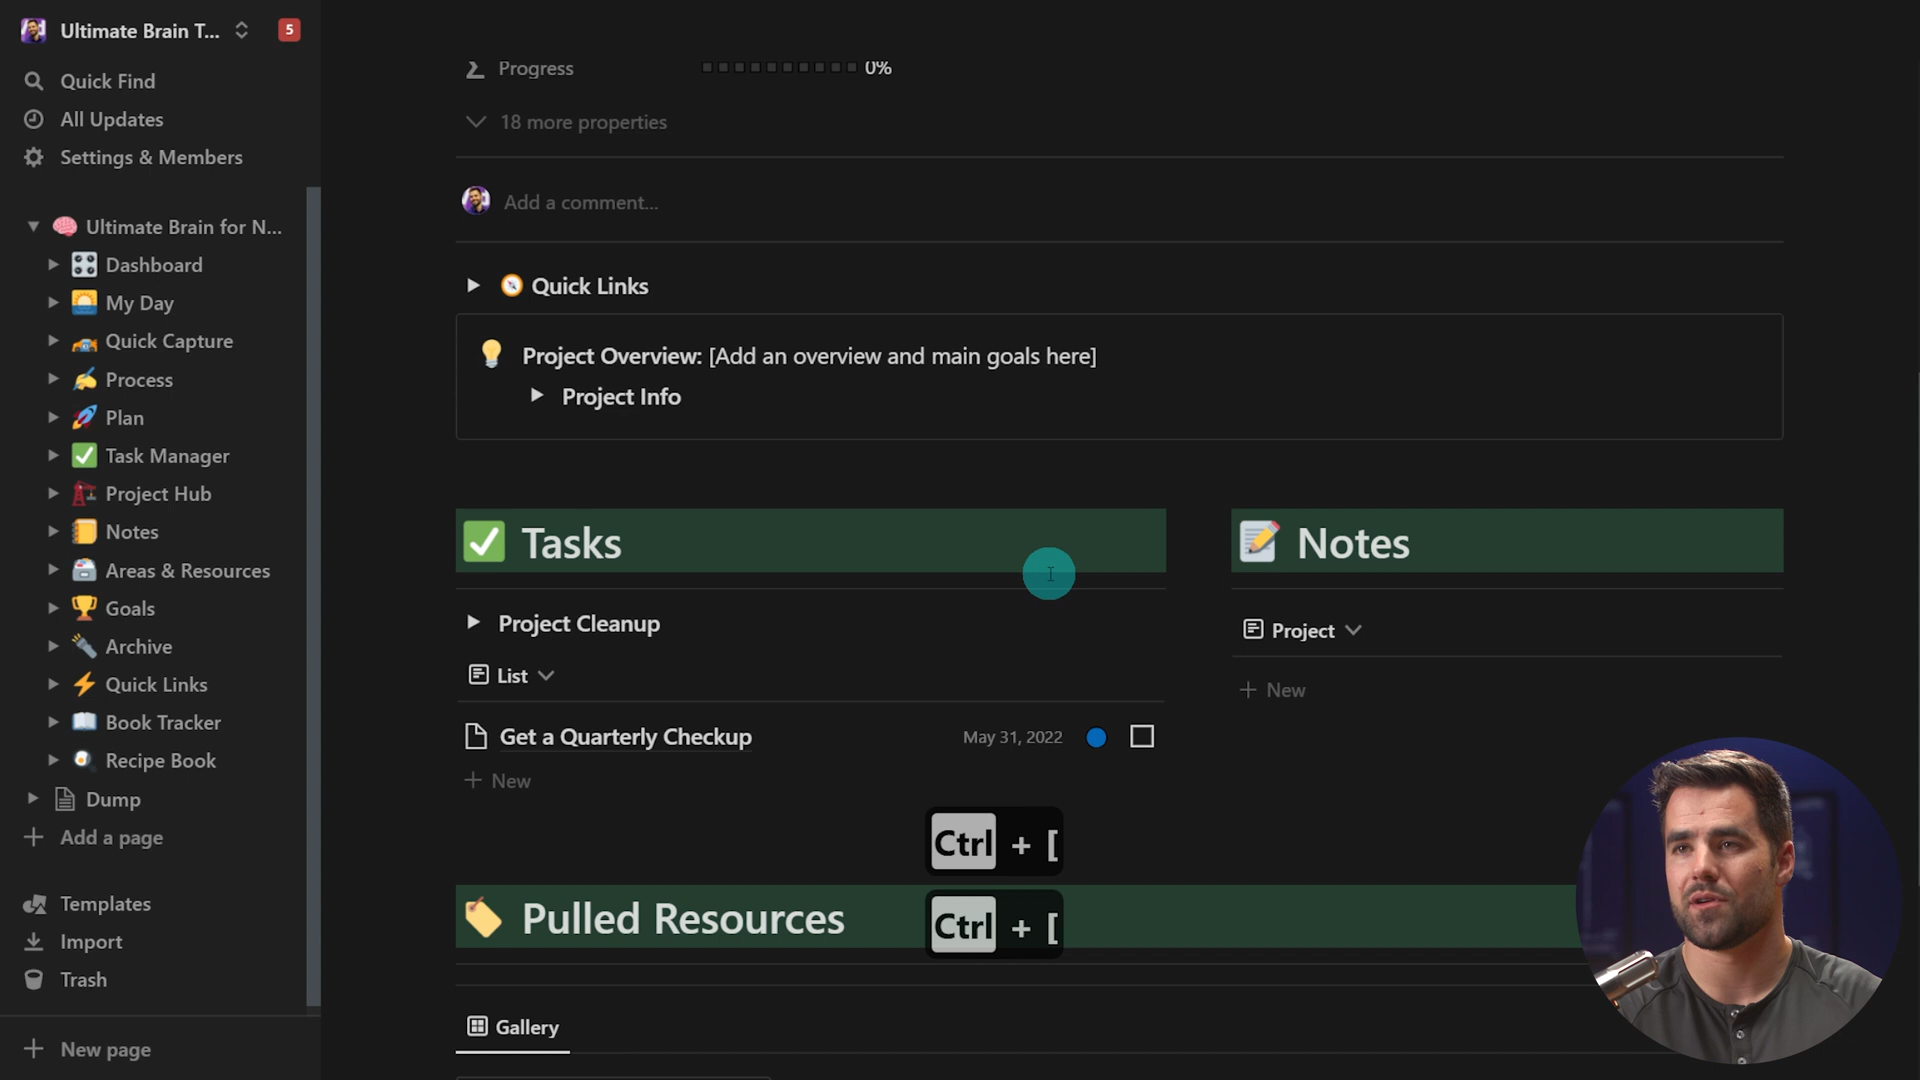 Ultimate Brain T...
5
Quick Find
All Updates
Settings & Members
Ultimate Brain for N...
Dashboard
My Day
Quick Capture
Process
Plan
Task Manager
Project Hub
Notes
Areas & Resources
Goals
Archive
Quick Links
Book Tracker
Recipe Book
Dump
Add a page
Templates
Import
Trash
New page
Progress 0%
18 more properties
Add a comment...
Quick Links
Project Overview: [Add an overview and main goals here]
Project Info
Tasks
Project Cleanup
List
Get a Quarterly Checkup May 31, 2022
+ New
Notes
Project
+ New
Ctrl + [
Ctrl + [
Pulled Resources
Gallery